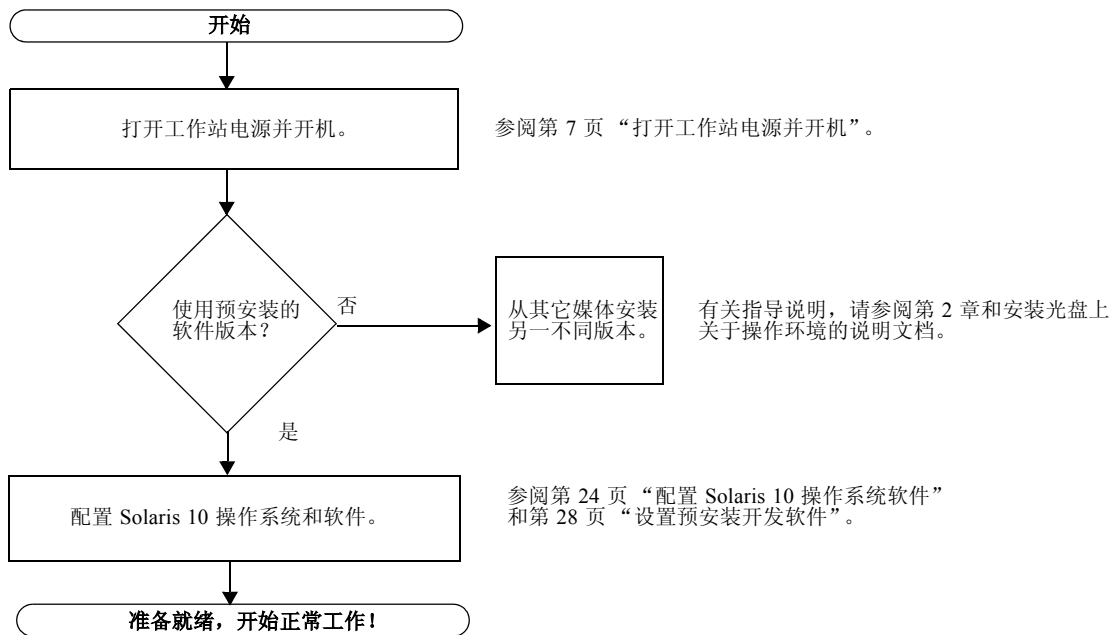 开始
打开工作站电源并开机。
参阅第 7 页 “打开工作站电源并开机”。
使用预安装的
软件版本？
否
从其它媒体安装
另一不同版本。
有关指导说明，请参阅第 2 章和安装光盘上
关于操作环境的说明文档。
是
配置 Solaris 10 操作系统和软件。
参阅第 24 页 “配置 Solaris 10 操作系统软件”
和第 28 页 “设置预安装开发软件”。
准备就绪，开始正常工作！